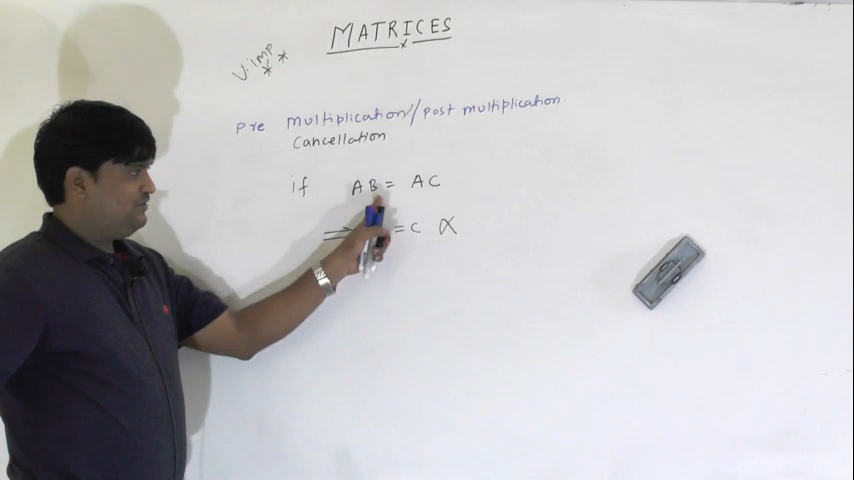 MATRICES
V. IMP
**
Pre Multiplication/Post multiplication.
Cancellation
if AB = AC
⇒ = C X